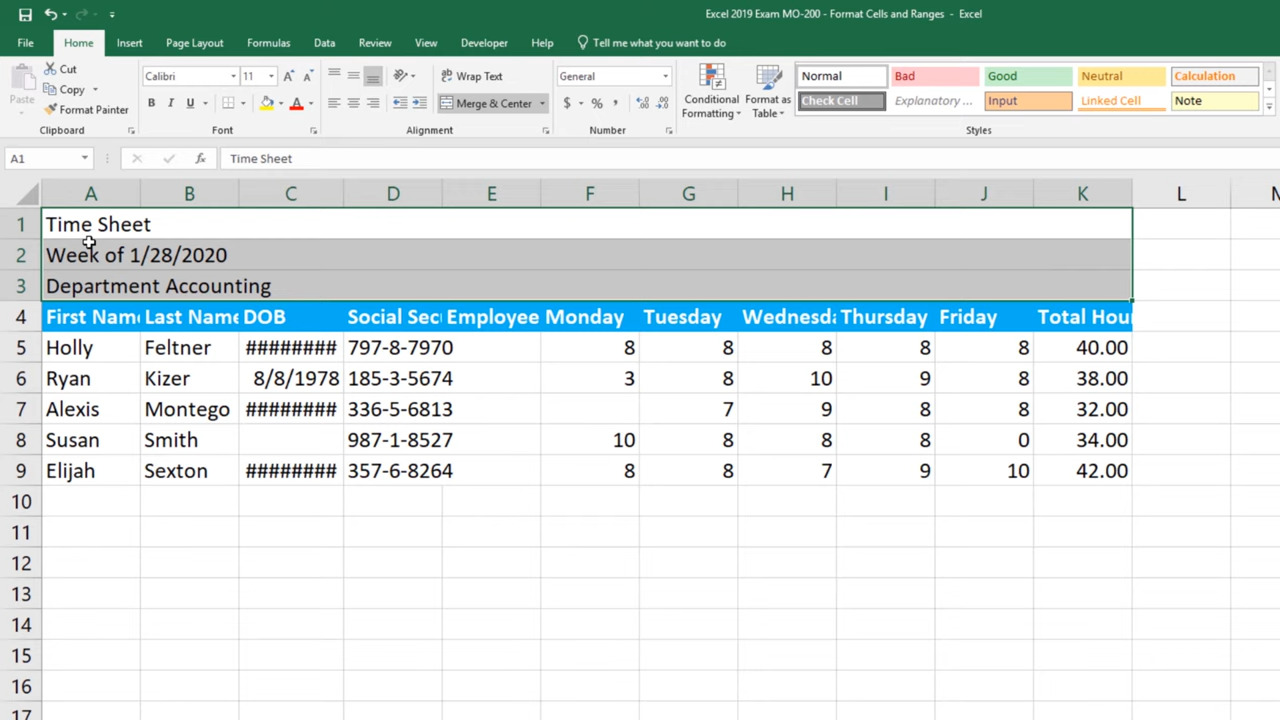 Excel 2019 Exam MO-200 - Format Cells and Ranges - Excel
File Home Insert Page Layout Formulas Data Review View Developer Help Tell me what you want to do
Paste
Cut
Copy
Format Painter
Clipboard
Calibri 11
B I U A
Font
Wrap Text
Merge & Center
Alignment
General
$ % ,
Number
Conditional Formatting
Format as Table
Normal Bad Good Neutral Calculation
Check Cell Explanatory ... Input Linked Cell Note
Styles
A1 fx Time Sheet
A B C D E F G H I J K L M
1 Time Sheet
2 Week of 1/28/2020
3 Department Accounting
4 First Nam Last Name DOB Social Sec Employee Monday Tuesday Wednesd Thursday Friday Total Hou
5 Holly Feltner ######## 797-8-7970 8 8 8 8 8 40.00
6 Ryan Kizer 8/8/1978 185-3-5674 3 8 10 9 8 38.00
7 Alexis Montego ######## 336-5-6813 7 9 8 8 32.00
8 Susan Smith 987-1-8527 10 8 8 8 0 34.00
9 Elijah Sexton ######## 357-6-8264 8 8 7 9 10 42.00
10
11
12
13
14
15
16
17